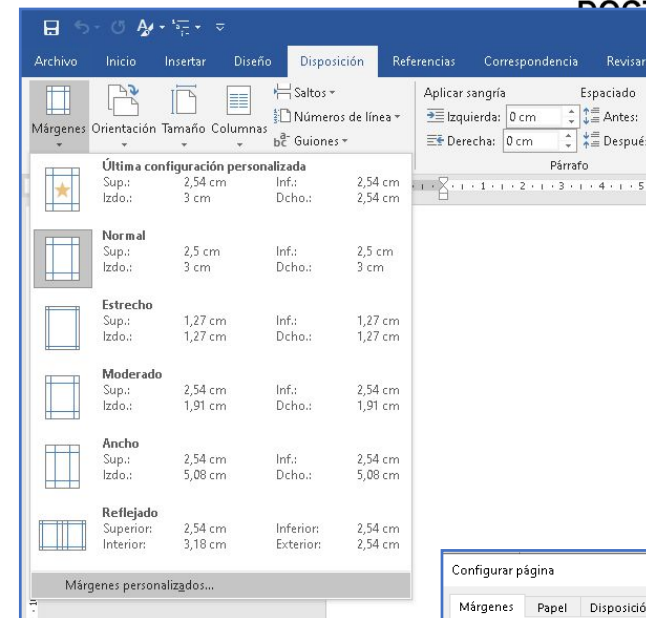 Archivo Inicio Insertar Diseño Disposición Referencias Correspondencia Revisar
Márgenes Orientación Tamaño Columnas
Saltos
Números de línea
Guiones
Aplicar sangría Espaciado
Izquierda: 0 cm Antes:
Derecha: 0 cm Despué
Párrafo
1 2 3 4 5
Última configuración personalizada
Sup.: 2,54 cm Inf.: 2,54 cm
Izdo.: 3 cm Dcho.: 2,54 cm
Normal
Sup.: 2,5 cm Inf.: 2,5 cm
Izdo.: 3 cm Dcho.: 3 cm
Estrecho
Sup.: 1,27 cm Inf.: 1,27 cm
Izdo.: 1,27 cm Dcho.: 1,27 cm
Moderado
Sup.: 2,54 cm Inf.: 2,54 cm
Izdo.: 1,91 cm Dcho.: 1,91 cm
Ancho
Sup.: 2,54 cm Inf.: 2,54 cm
Izdo.: 5,08 cm Dcho.: 5,08 cm
Reflejado
Superior: 2,54 cm Inferior: 2,54 cm
Interior: 3,18 cm Exterior: 2,54 cm
Márgenes personalizados...
Configurar página
Márgenes Papel Disposició